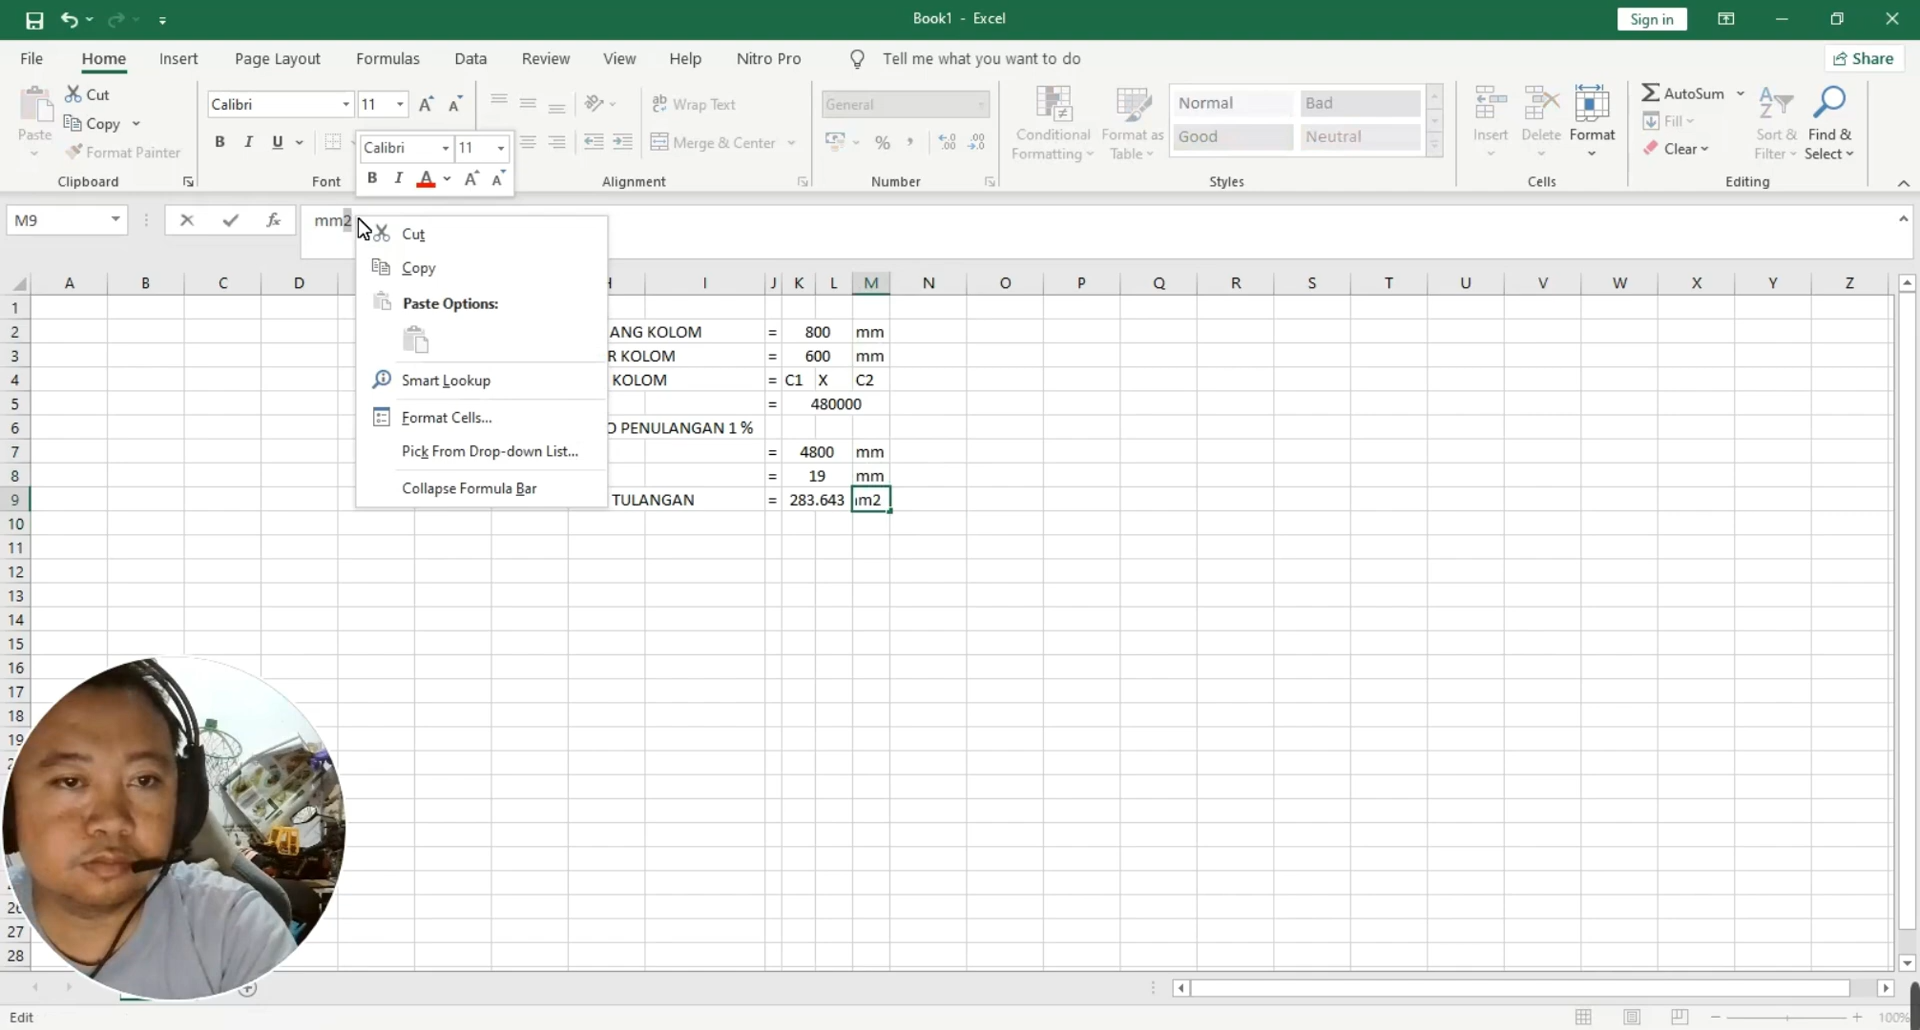 Book1 - Excel
Sign in
File Home Insert Page Layout Formulas Data Review View Help Nitro Pro Tell me what you want to do Share
Paste
Cut
Copy
Format Painter
Clipboard
Calibri 11
B I U
Font
Calibri 11
B I A
Wrap Text
Merge & Center
Alignment
General
%
Number
Conditional Formatting
Format as Table
Normal Bad
Good Neutral
Styles
Insert Delete Format
Cells
AutoSum
Fill
Clear
Sort & Filter
Find & Select
Editing
M9 fx mm2
Cut
Copy
Paste Options:
Smart Lookup
Format Cells...
Pick From Drop-down List...
Collapse Formula Bar
A B C D H I J K L M N O P Q R S T U V W X Y Z
1
2 ANG KOLOM = 800 mm
3 R KOLOM = 600 mm
4 KOLOM = C1 X C2
5 = 480000
6 O PENULANGAN 1 %
7 = 4800 mm
8 = 19 mm
9 TULANGAN = 283.643 m2
10
11
12
13
14
15
16
17
18
19
27
28
Edit
100%